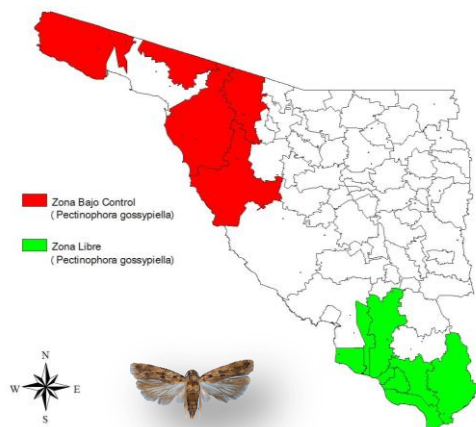 Zona Bajo Control
( Pectinophora gossypiella)
Zona Libre
( Pectinophora gossypiella)
N
W E
S